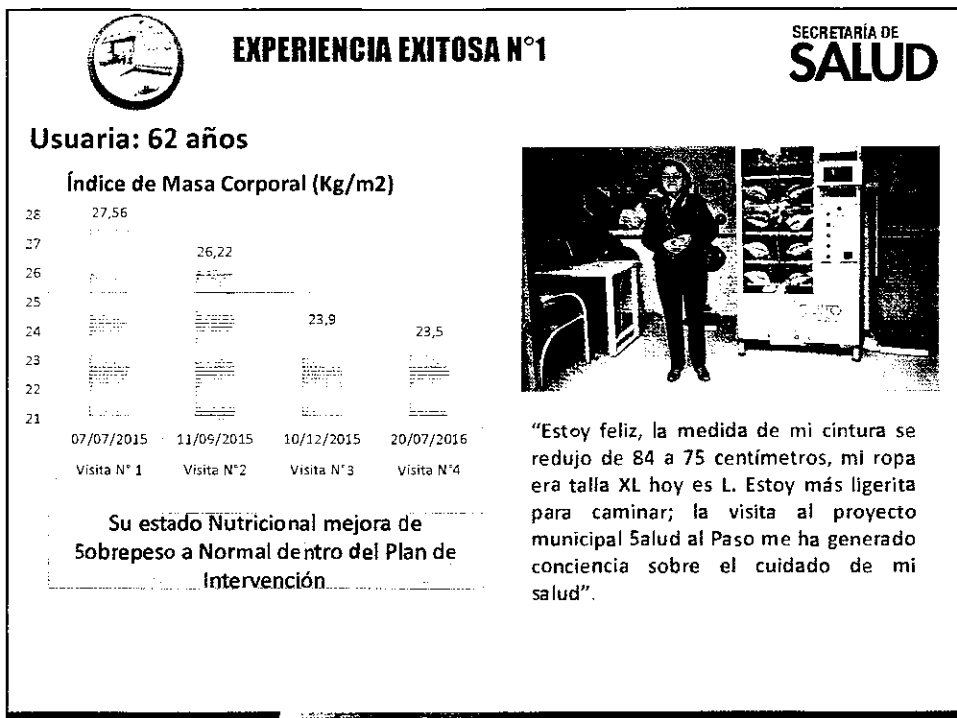 EXPERIENCIA EXITOSA N°1
SECRETARÍA DE
SALUD
Usuaria: 62 años
Índice de Masa Corporal (Kg/m2)
28
27
26
25
24
23
22
21
27,56
26,22
23,9
23,5
07/07/2015 11/09/2015 10/12/2015 20/07/2016
Visita N° 1 Visita N°2 Visita N°3 Visita N°4
Su estado Nutricional mejora de
Sobrepeso a Normal dentro del Plan de
Intervención
“Estoy feliz, la medida de mi cintura se
redujo de 84 a 75 centímetros, mi ropa
era talla XL hoy es L. Estoy más ligerita
para caminar; la visita al proyecto
municipal Salud al Paso me ha generado
conciencia sobre el cuidado de mi
salud”.